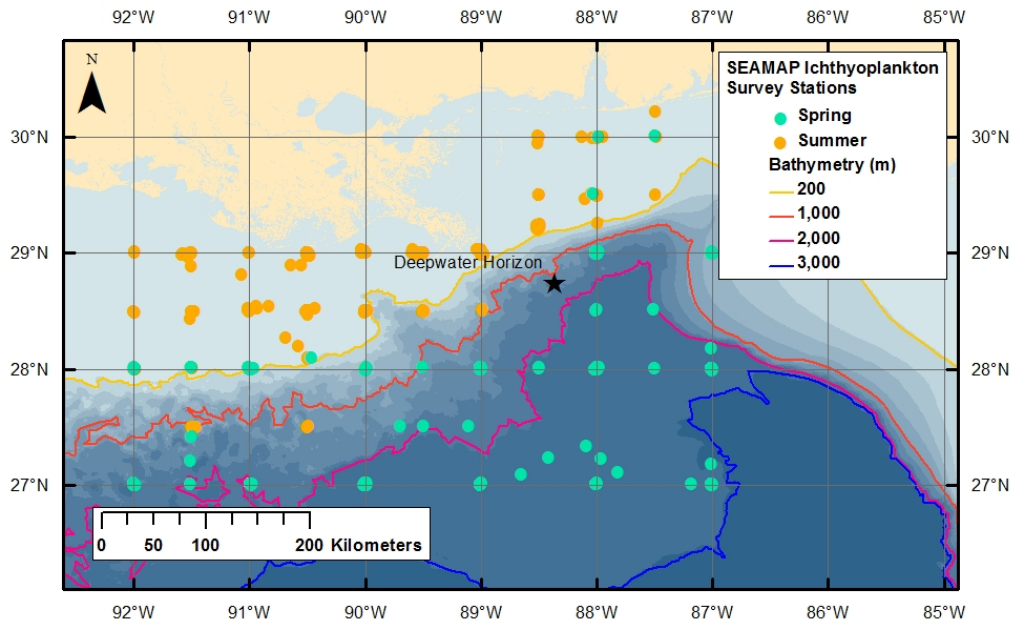 92°W 91°W 90°W 89°W 88°W 87°W 86°W 85°W
N
SEAMAP Ichthyoplankton
Survey Stations
Spring
Summer
Bathymetry (m)
200
1,000
2,000
3,000
30°N 30°N
29°N 29°N
Deepwater Horizon
28°N 28°N
27°N 27°N
0 50 100 200 Kilometers
92°W 91°W 90°W 89°W 88°W 87°W 86°W 85°W